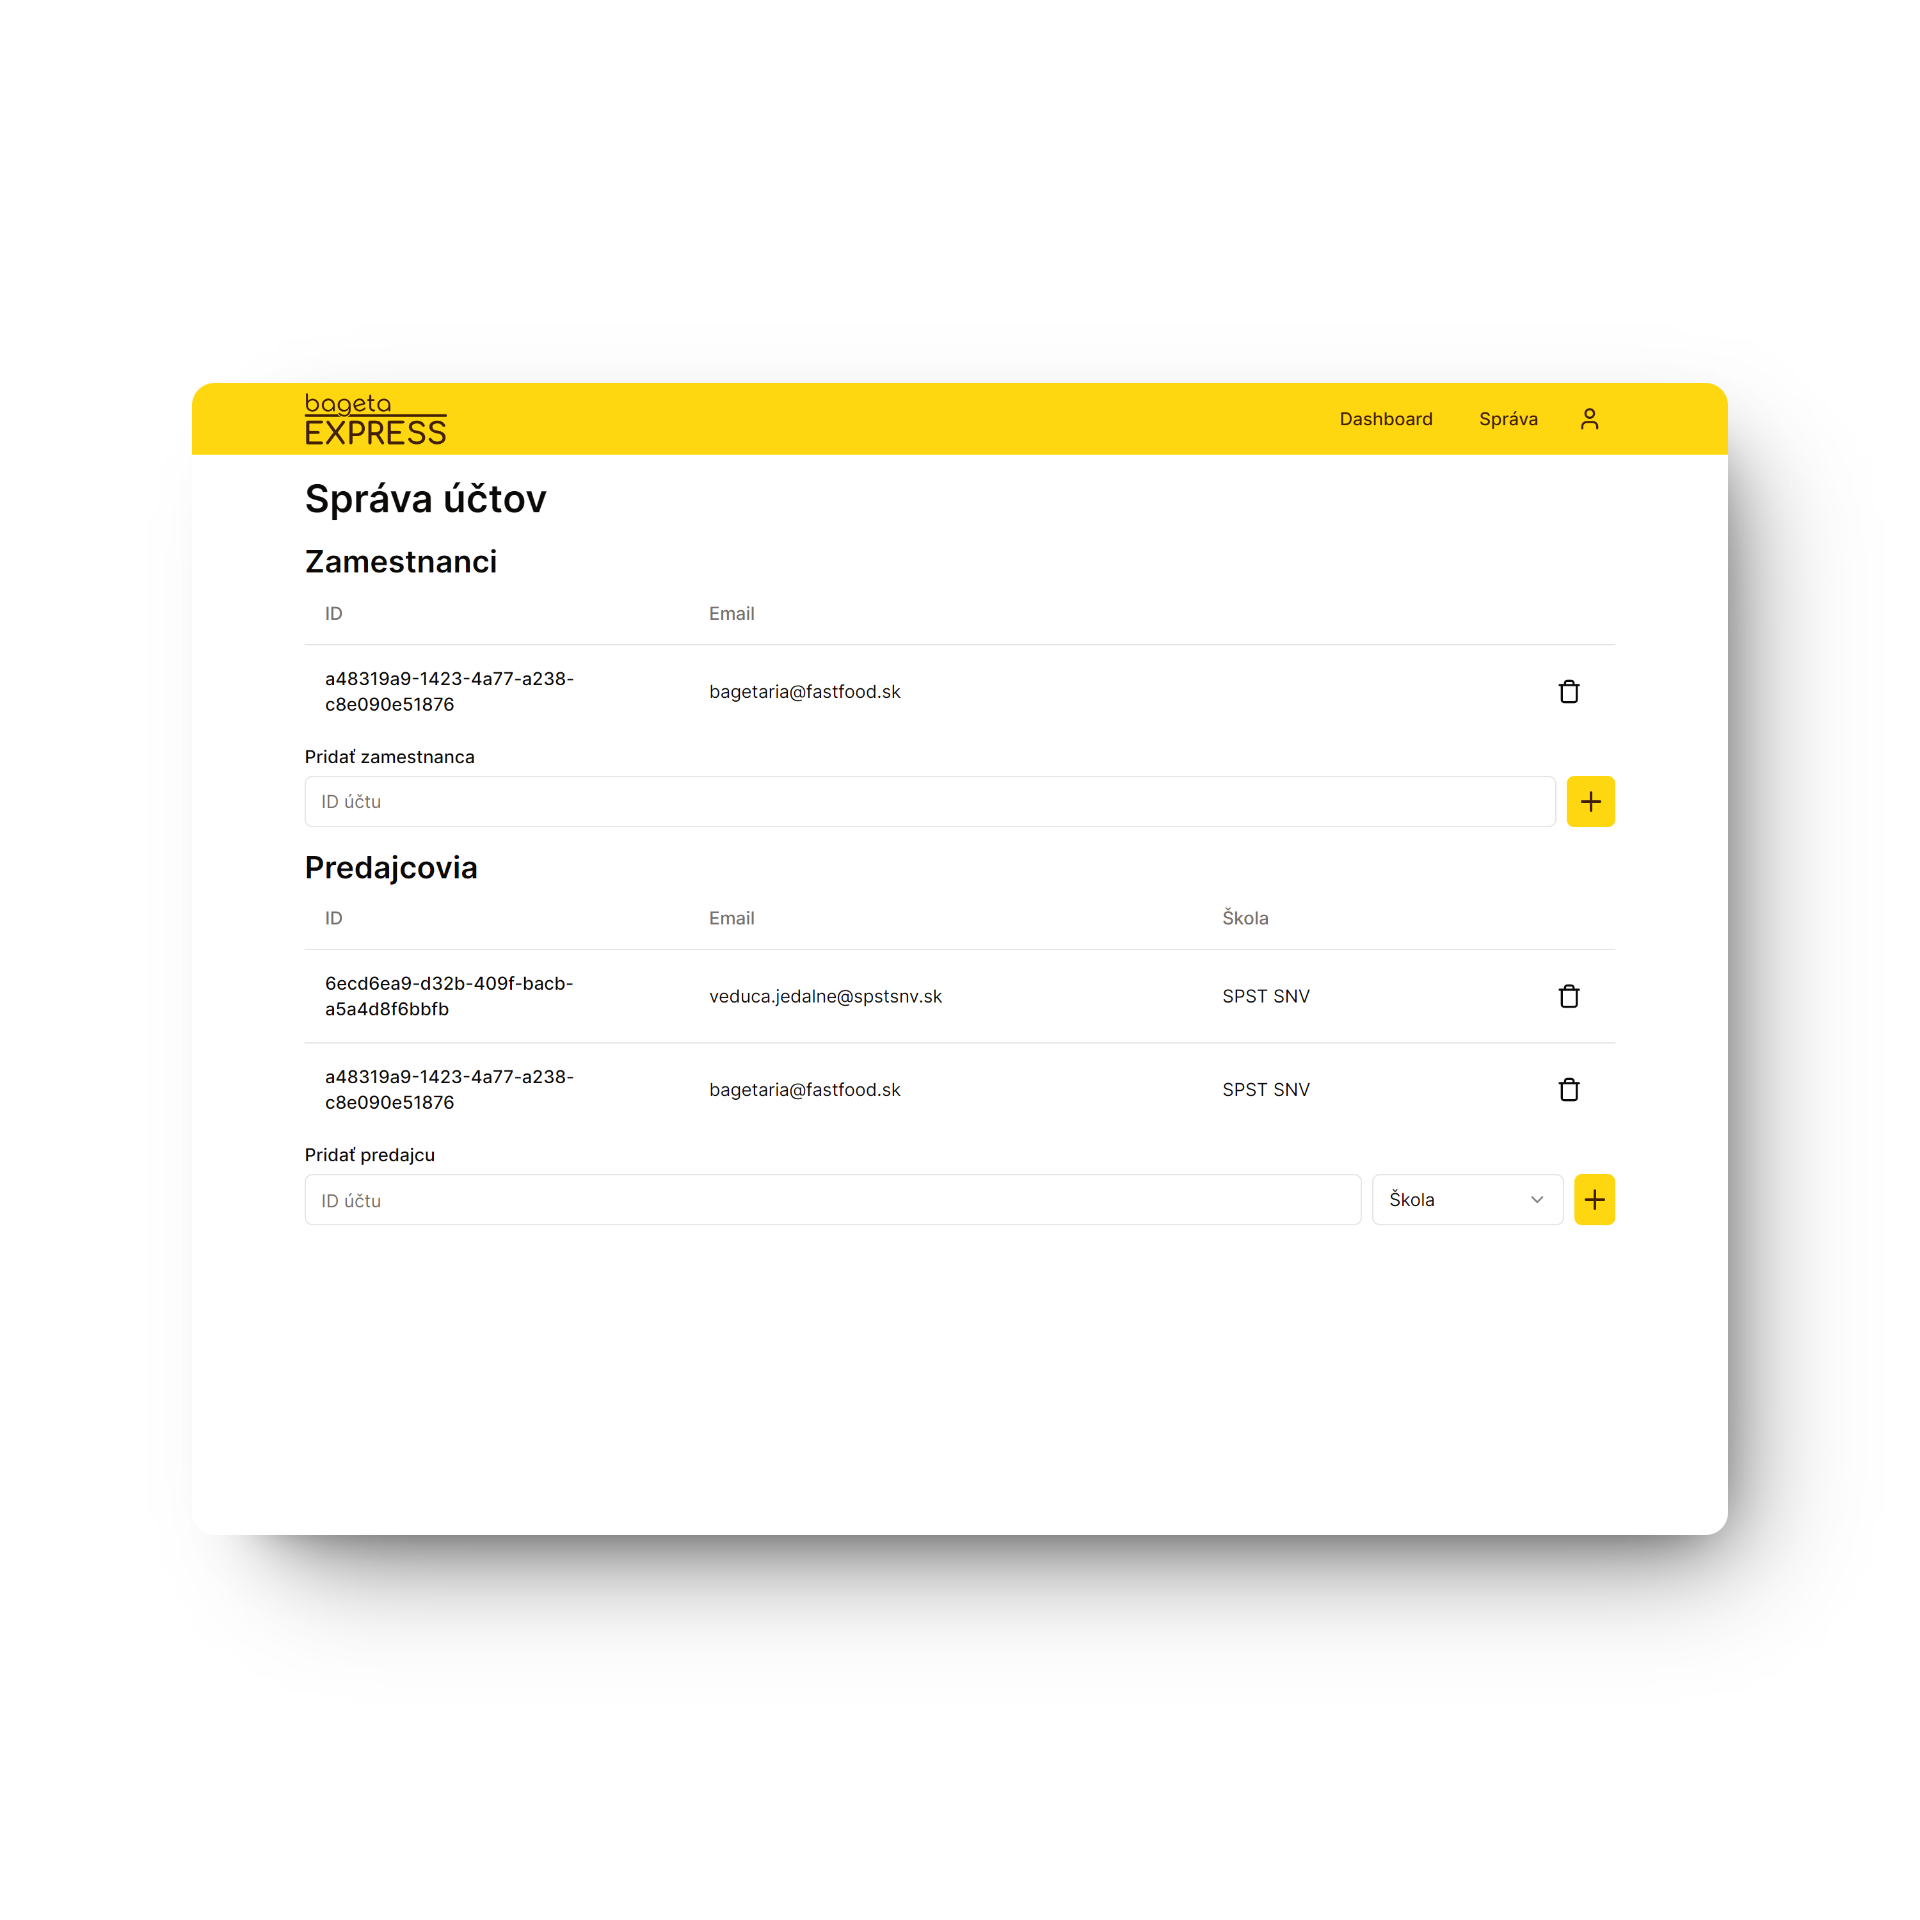 bageta
EXPRESS
Dashboard Správa
Správa účtov
Zamestnanci
ID Email
a48319a9-1423-4a77-a238-
c8e090e51876
bagetaria@fastfood.sk
Pridať zamestnanca
ID účtu
Predajcovia
ID Email Škola
6ecd6ea9-d32b-409f-bacb-
a5a4d8f6bbfb
veduca.jedalne@spstsnv.sk
SPST SNV
a48319a9-1423-4a77-a238-
c8e090e51876
bagetaria@fastfood.sk
SPST SNV
Pridať predajcu
ID účtu
Škola